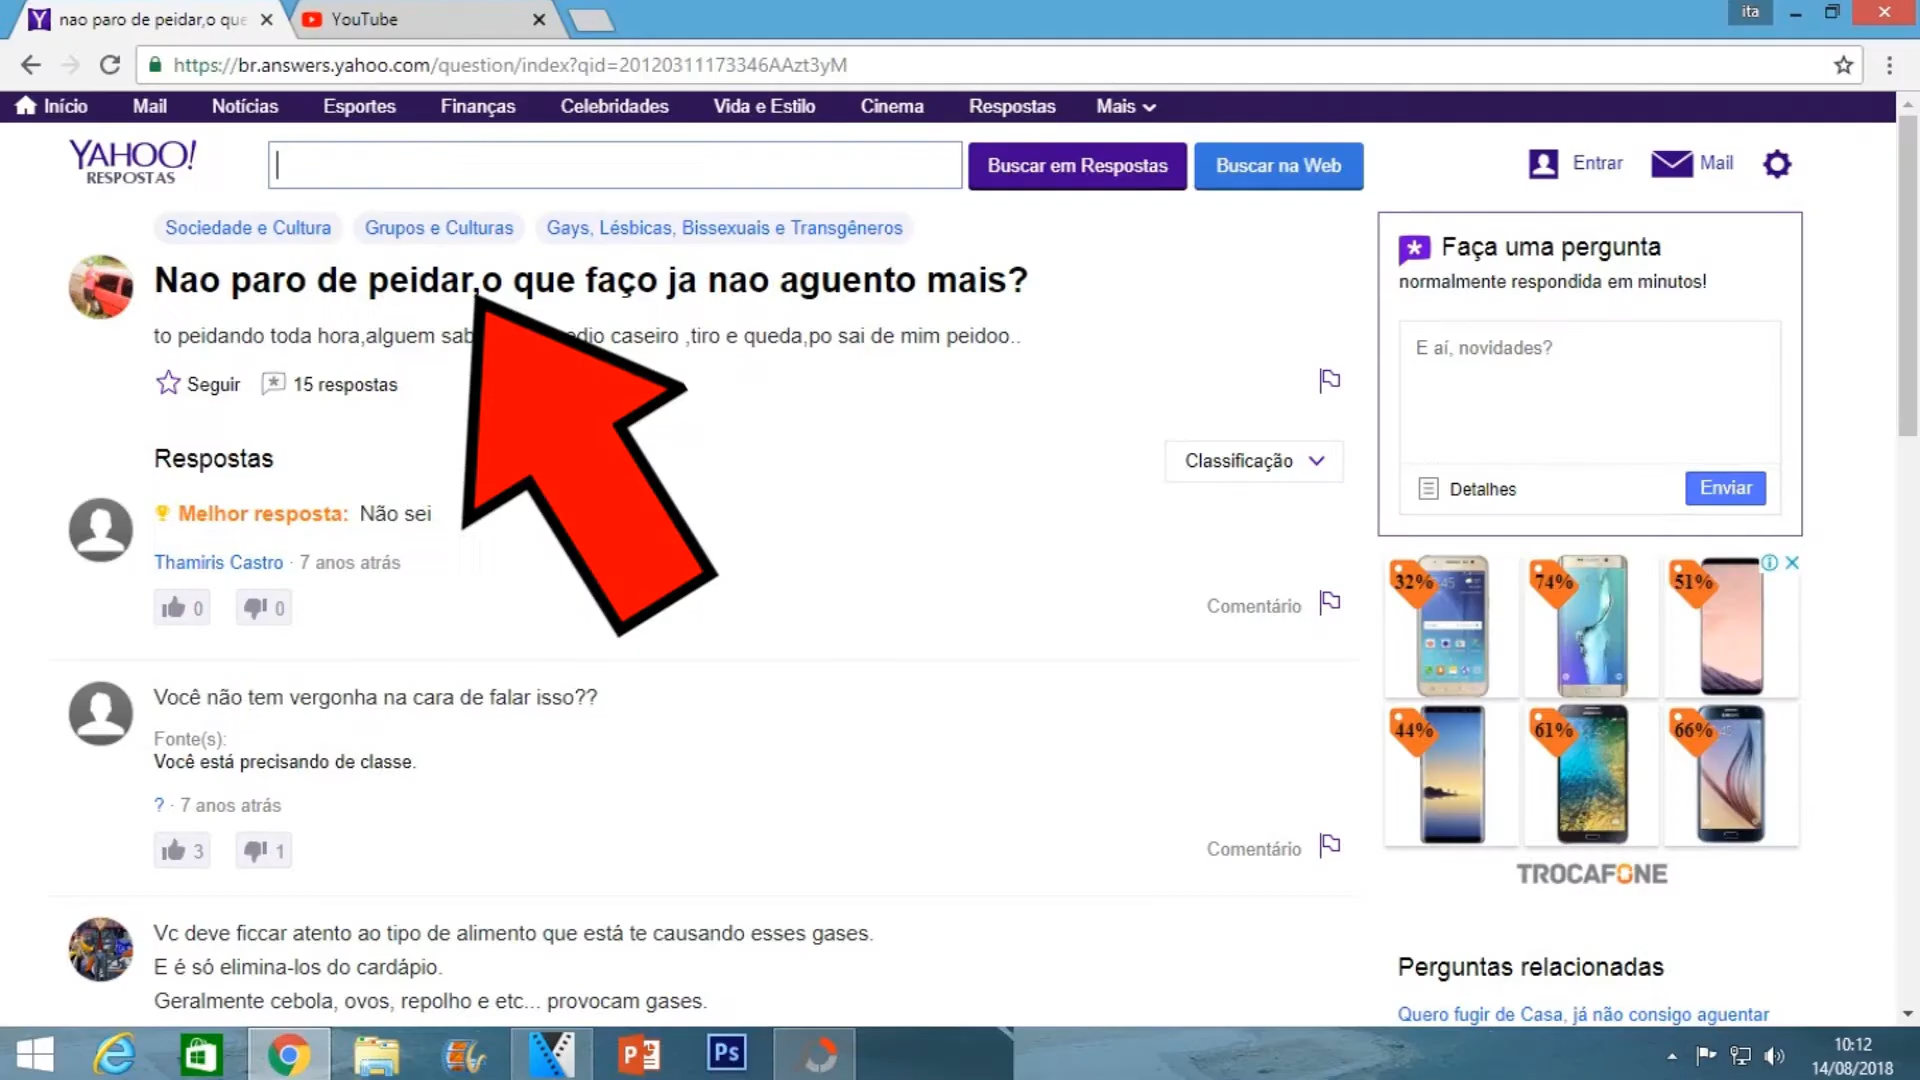 nao paro de peidar,o que
YouTube
ita
https://br.answers.yahoo.com/question/index?qid=20120311173346AAzt3yM
Início Mail Notícias Esportes Finanças Celebridades Vida e Estilo Cinema Respostas Mais
YAHOO!
RESPOSTAS
Buscar em Respostas
Buscar na Web
Entrar
Mail
Sociedade e Cultura
Grupos e Culturas
Gays, Lésbicas, Bissexuais e Transgêneros
Nao paro de peidar,o que faço ja nao aguento mais?
to peidando toda hora,alguem sab caseiro ,tiro e queda,po sai de mim peidoo..
Seguir
15 respostas
Respostas
Classificação
Melhor resposta: Não sei
Thamiris Castro · 7 anos atrás
0
0
Comentário
Você não tem vergonha na cara de falar isso??
Fonte(s):
Você está precisando de classe.
? · 7 anos atrás
3
1
Comentário
Vc deve ficcar atento ao tipo de alimento que está te causando esses gases.
E é só elimina-los do cardápio.
Geralmente cebola, ovos, repolho e etc... provocam gases.
Faça uma pergunta
normalmente respondida em minutos!
E aí, novidades?
Detalhes
Enviar
32%
74%
51%
44%
61%
66%
TROCAFONE
Perguntas relacionadas
Quero fugir de Casa, já não consigo aguentar
Ps
10:12
14/08/2018